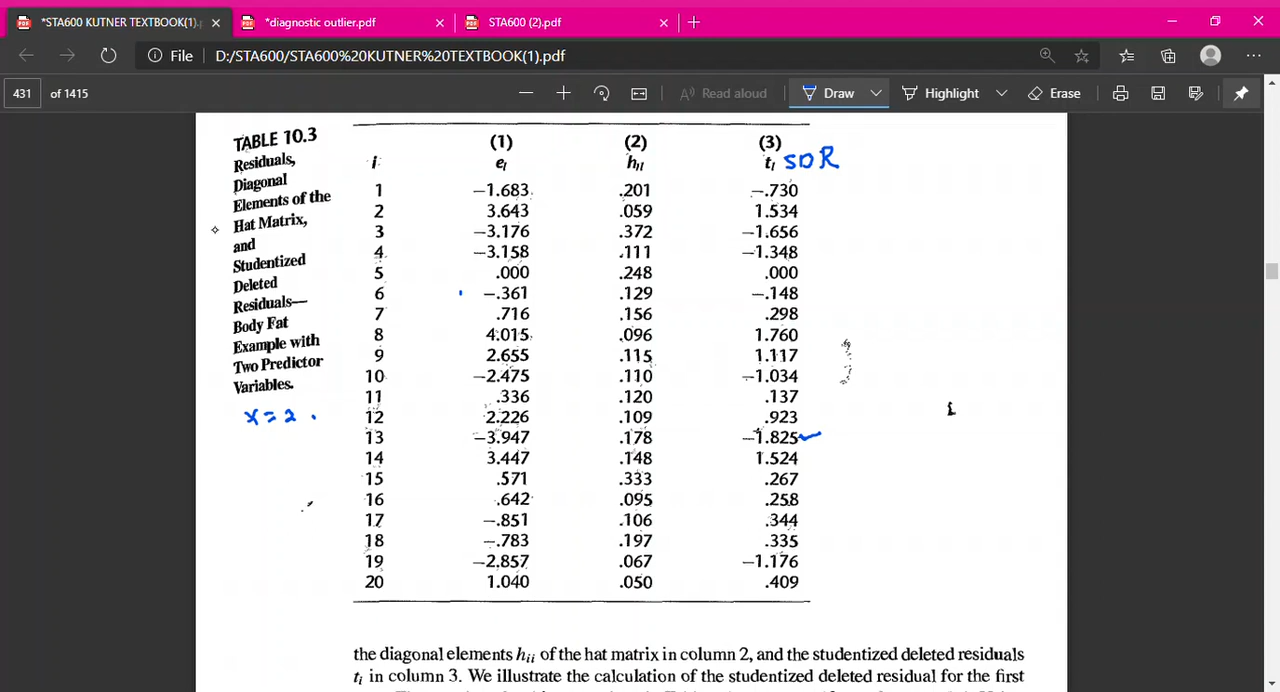 *STA600 KUTNER TEXTBOOK(1).p
*diagnostic outlier.pdf
STA600 (2).pdf
File D:/STA600/STA600%20KUTNER%20TEXTBOOK(1).pdf
431 of 1415
Read aloud Draw Highlight Erase
TABLE 10.3
Residuals,
Diagonal
Elements of the
Hat Matrix,
and
Studentized
Deleted
Residuals—
Body Fat
Example with
Two Predictor
Variables.
x = 2 .
(1) (2) (3)
i ei hii ti SDR
1 −1.683 .201 −.730
2 3.643 .059 1.534
3 −3.176 .372 −1.656
4 −3.158 .111 −1.348
5 .000 .248 .000
6 −.361 .129 −.148
7 .716 .156 .298
8 4.015 .096 1.760
9 2.655 .115 1.117
10 −2.475 .110 −1.034
11 .336 .120 .137
12 2.226 .109 .923
13 −3.947 .178 −1.825
14 3.447 .148 1.524
15 .571 .333 .267
16 .642 .095 .258
17 −.851 .106 .344
18 −.783 .197 .335
19 −2.857 .067 −1.176
20 1.040 .050 .409
the diagonal elements hii of the hat matrix in column 2, and the studentized deleted residuals
ti in column 3. We illustrate the calculation of the studentized deleted residual for the first